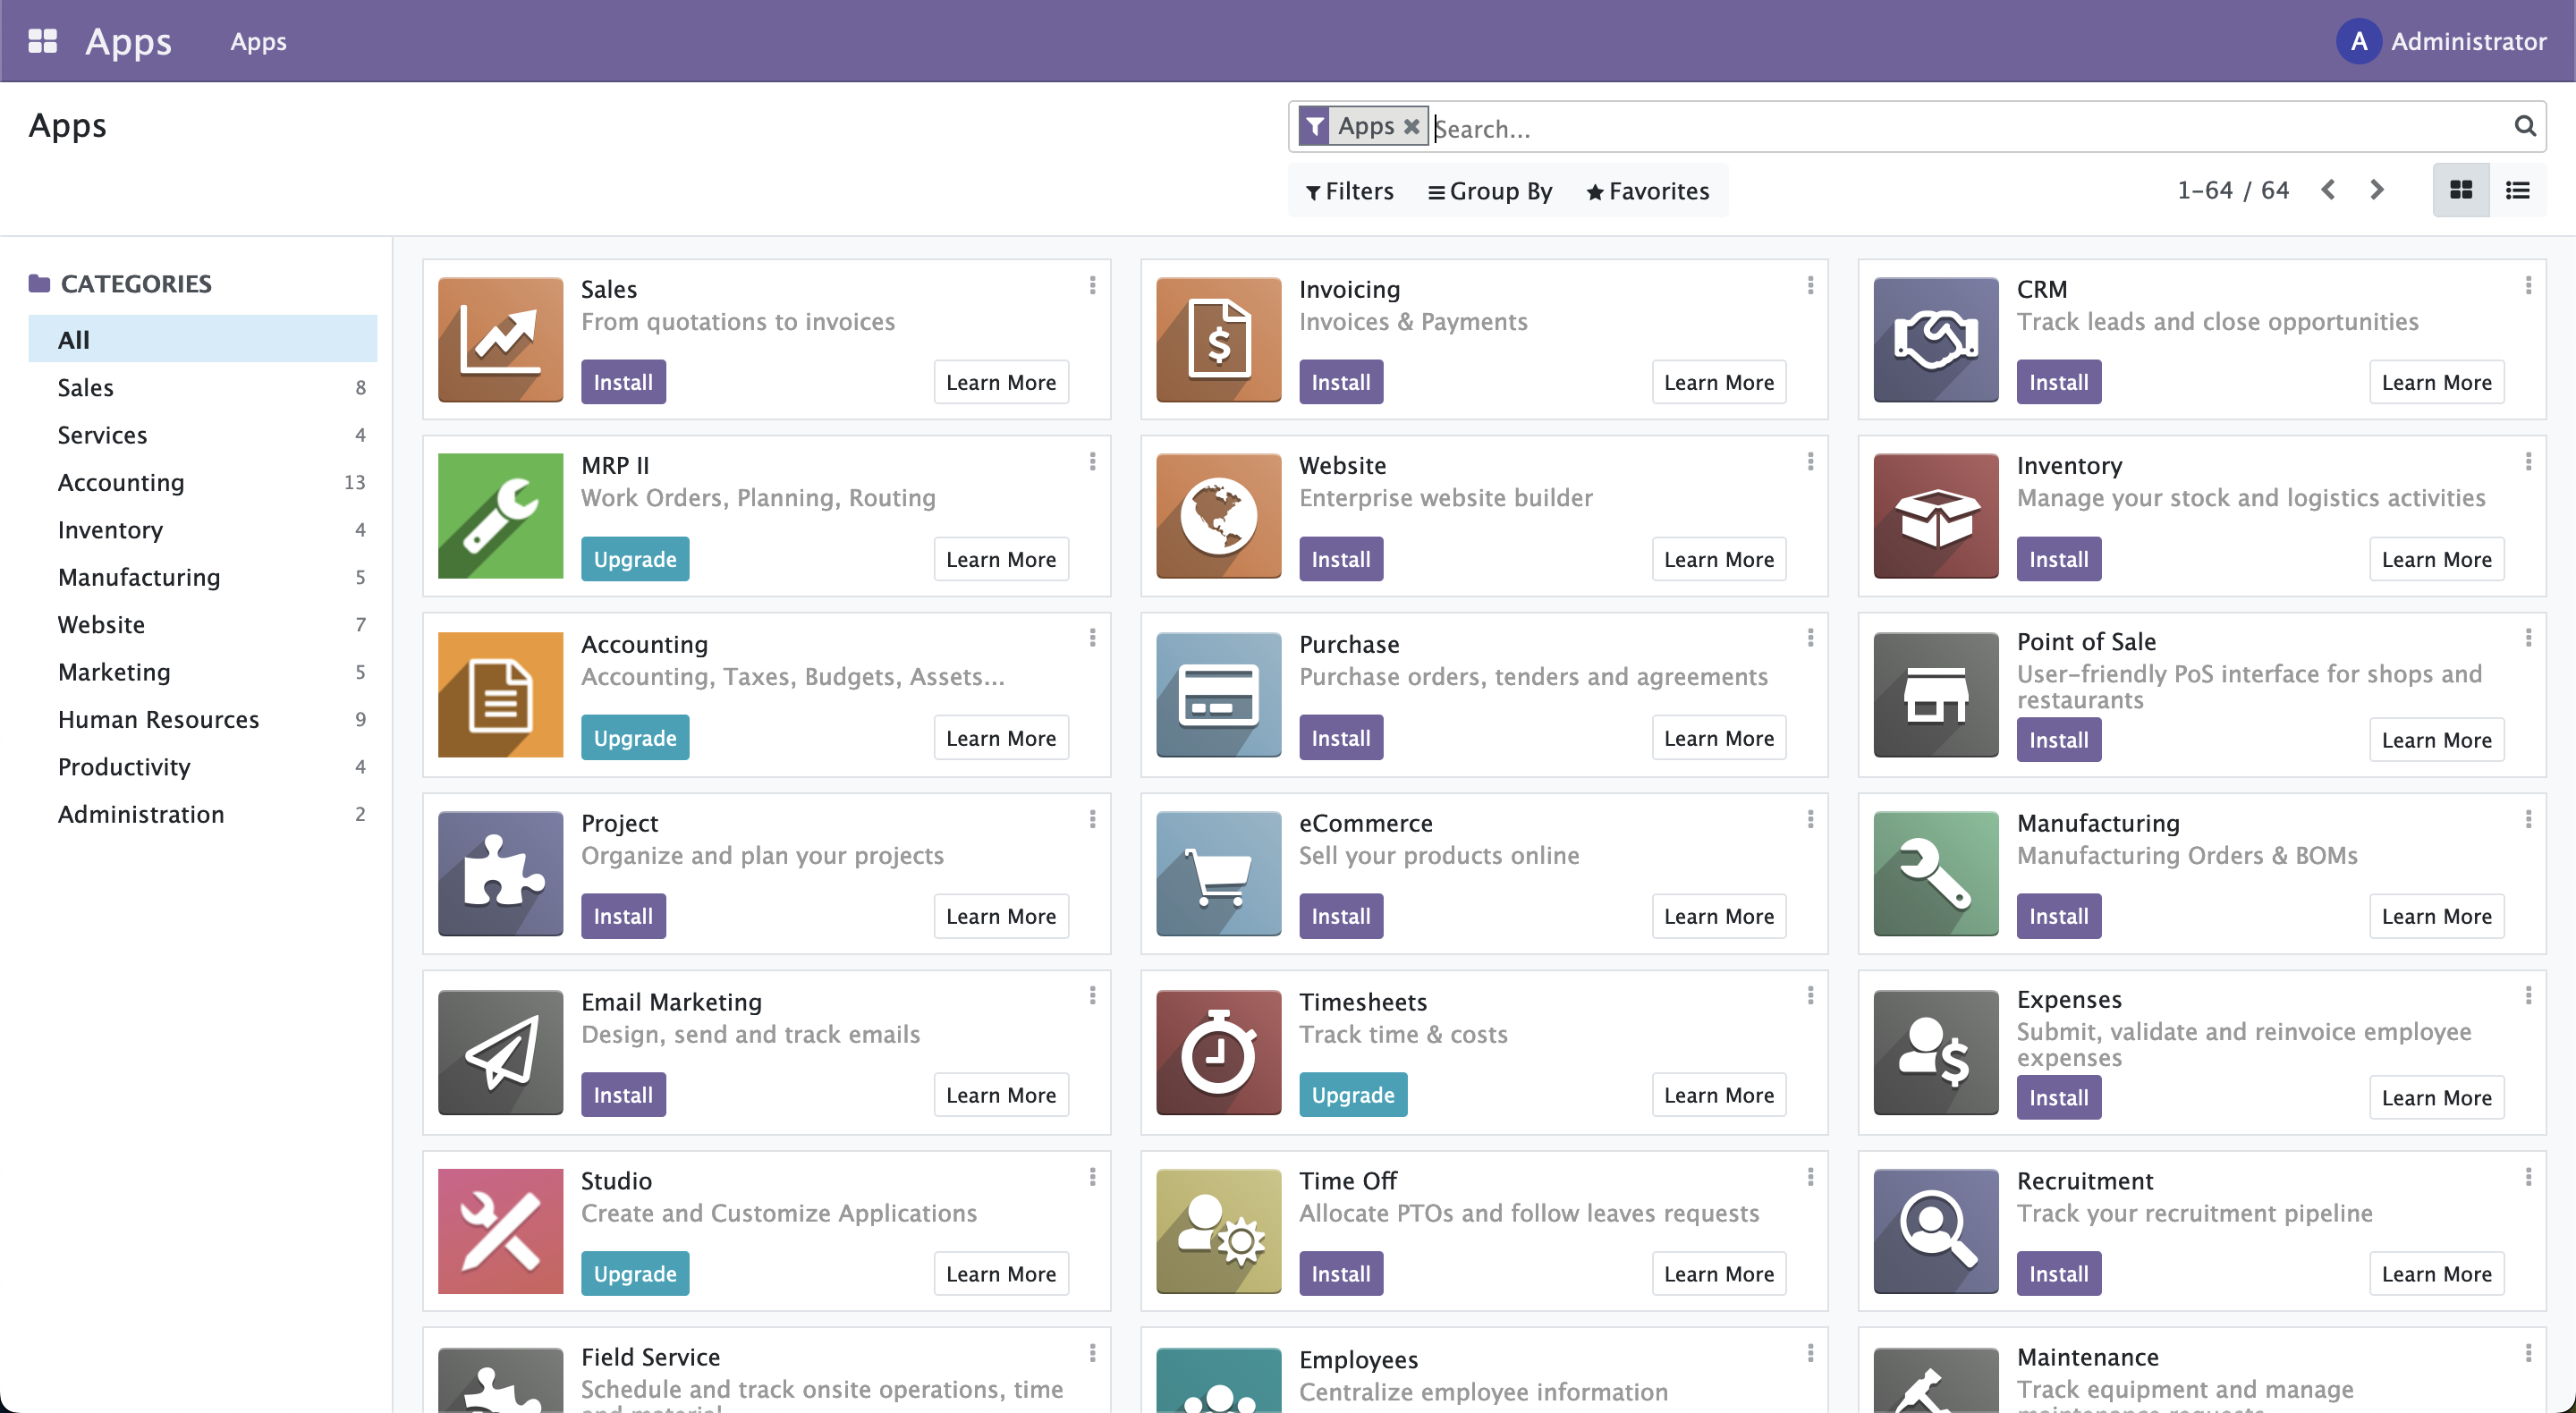 Apps
Apps
A Administrator
Apps
Apps
Search...
Filters
Group By
Favorites
1-64 / 64
CATEGORIES
All
Sales 8
Services 4
Accounting 13
Inventory 4
Manufacturing 5
Website 7
Marketing 5
Human Resources 9
Productivity 4
Administration 2
Sales
From quotations to invoices
Install Learn More
Invoicing
Invoices & Payments
Install Learn More
CRM
Track leads and close opportunities
Install Learn More
MRP II
Work Orders, Planning, Routing
Upgrade Learn More
Website
Enterprise website builder
Install Learn More
Inventory
Manage your stock and logistics activities
Install Learn More
Accounting
Accounting, Taxes, Budgets, Assets...
Upgrade Learn More
Purchase
Purchase orders, tenders and agreements
Install Learn More
Point of Sale
User-friendly PoS interface for shops and
restaurants
Install Learn More
Project
Organize and plan your projects
Install Learn More
eCommerce
Sell your products online
Install Learn More
Manufacturing
Manufacturing Orders & BOMs
Install Learn More
Email Marketing
Design, send and track emails
Install Learn More
Timesheets
Track time & costs
Upgrade Learn More
Expenses
Submit, validate and reinvoice employee
expenses
Install Learn More
Studio
Create and Customize Applications
Upgrade Learn More
Time Off
Allocate PTOs and follow leaves requests
Install Learn More
Recruitment
Track your recruitment pipeline
Install Learn More
Field Service
Schedule and track onsite operations, time
Employees
Centralize employee information
Maintenance
Track equipment and manage